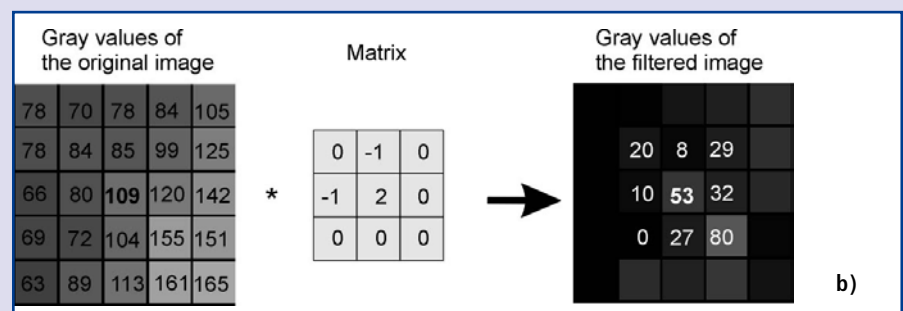 Gray values of
the original image
Matrix
Gray values of
the filtered image
78 70 78 84 105
78 84 85 99 125
66 80 109 120 142
69 72 104 155 151
63 89 113 161 165
*
0 -1 0
-1 2 0
0 0 0
20 8 29
10 53 32
0 27 80
b)